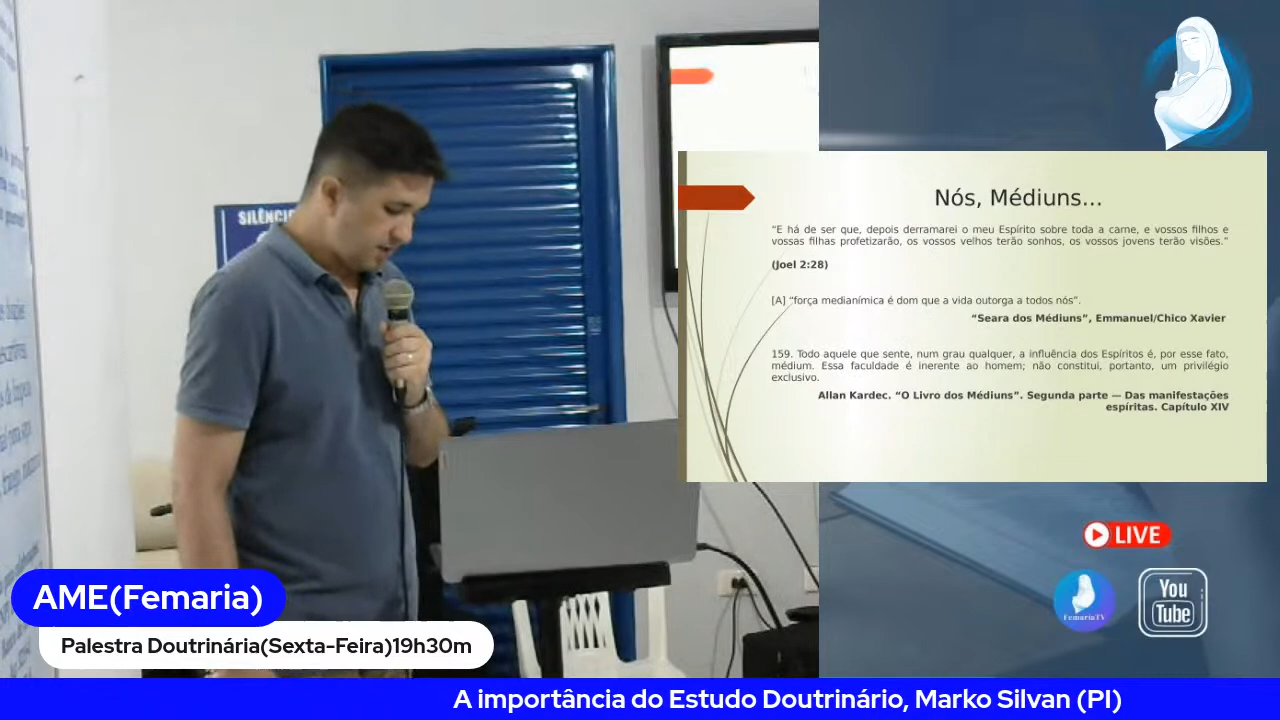 SILÊNCIO
Nós, Médiuns...
“E há de ser que, depois derramarei o meu Espírito sobre toda a carne, e vossos filhos e
vossas filhas profetizarão, os vossos velhos terão sonhos, os vossos jovens terão visões.”
(Joel 2:28)
[A] “força medianímica é dom que a vida outorga a todos nós”.
“Seara dos Médiuns”, Emmanuel/Chico Xavier
159. Todo aquele que sente, num grau qualquer, a influência dos Espíritos é, por esse fato,
médium. Essa faculdade é inerente ao homem; não constitui, portanto, um privilégio
exclusivo.
Allan Kardec. “O Livro dos Médiuns”. Segunda parte — Das manifestações
espíritas. Capítulo XIV
LIVE
FemariaTV
You
Tube
AME(Femaria)
Palestra Doutrinária(Sexta-Feira)19h30m
A importância do Estudo Doutrinário, Marko Silvan (PI)